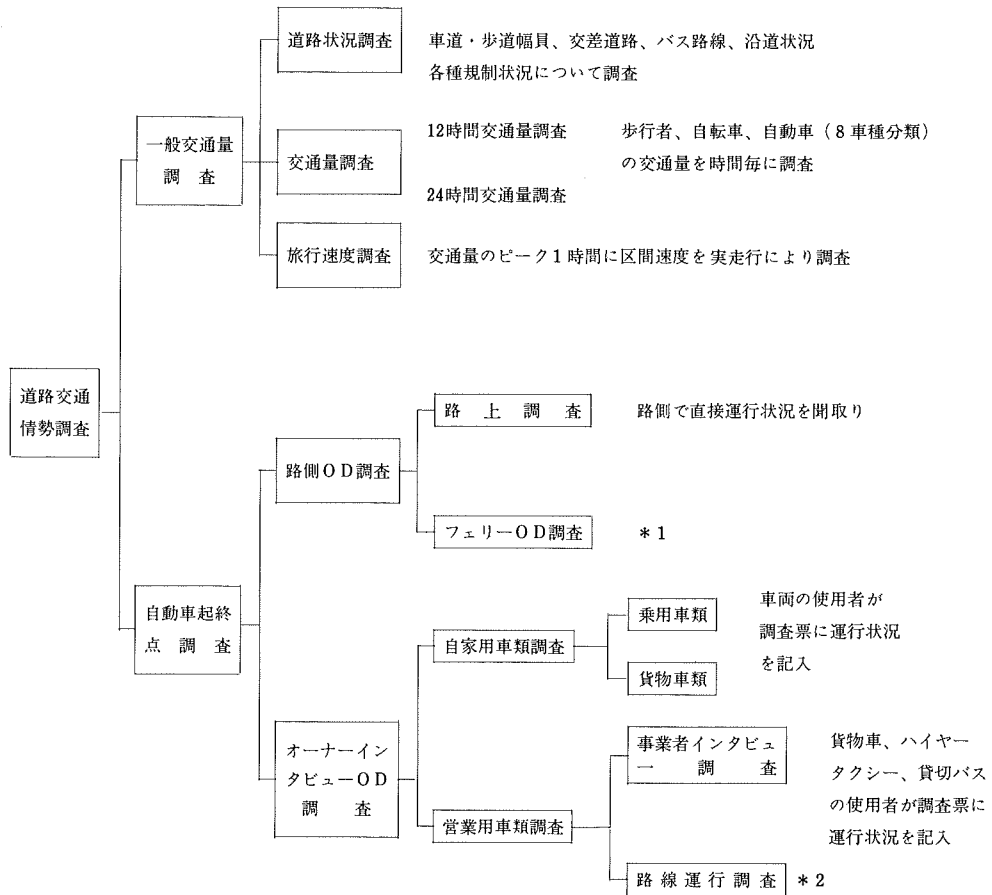 道路状況調査
車道・歩道幅員、交差道路、バス路線、沿道状況
各種規制状況について調査
一般交通量
調査
交通量調査
12時間交通量調査
歩行者、自転車、自動車（８車種分類）
の交通量を時間毎に調査
24時間交通量調査
旅行速度調査
交通量のピーク1時間に区間速度を実走行により調査
道路交通
情勢調査
路側OD調査
路上調査
路側で直接運行状況を聞取り
フェリーOD調査
＊1
自動車起終
点調査
オーナーイン
タビューOD
調査
自家用車類調査
乗用車類
貨物車類
車両の使用者が
調査票に運行状況
を記入
営業用車類調査
事業者インタビュ
ー調査
貨物車、ハイヤー
タクシー、貸切バス
の使用者が調査票に
運行状況を記入
路線運行調査
＊2